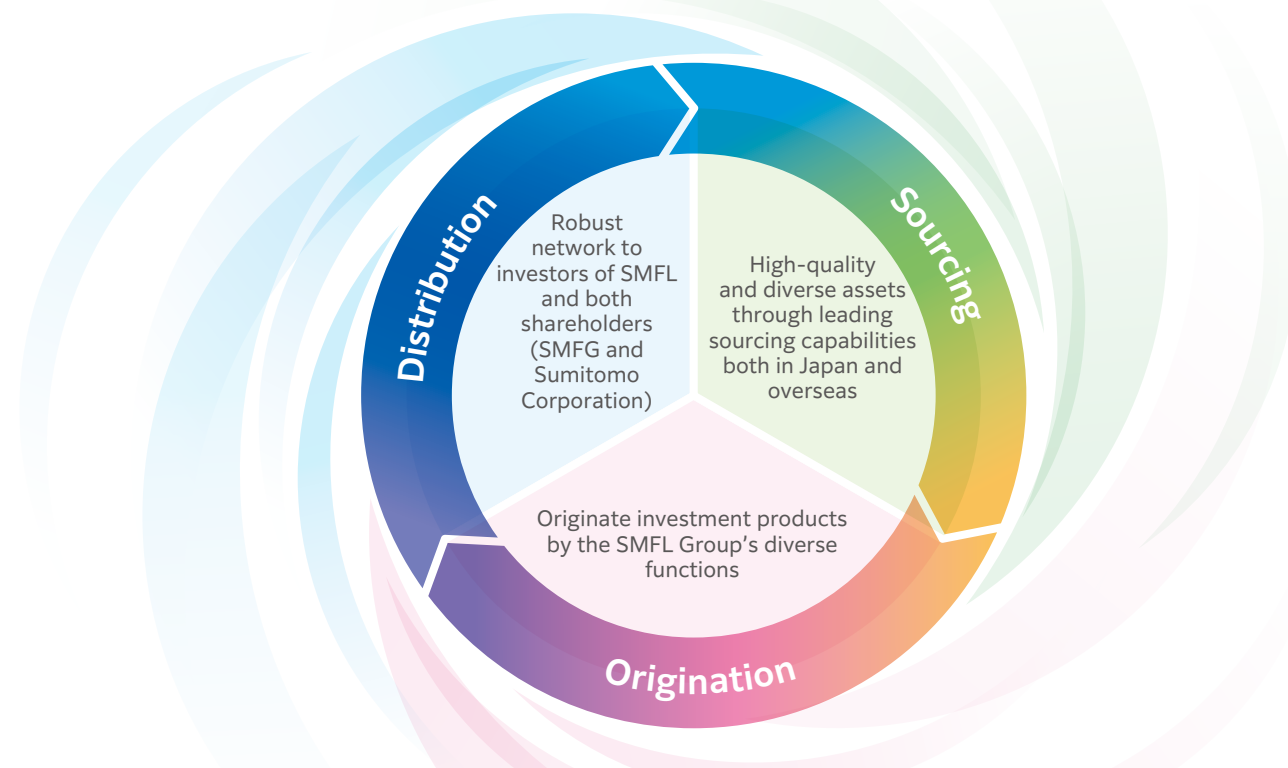 Distribution
Robust
network to
investors of SMFL
and both
shareholders
(SMFG and
Sumitomo
Corporation)
Sourcing
High-quality
and diverse assets
through leading
sourcing capabilities
both in Japan and
overseas
Originate investment products
by the SMFL Group’s diverse
functions
Origination